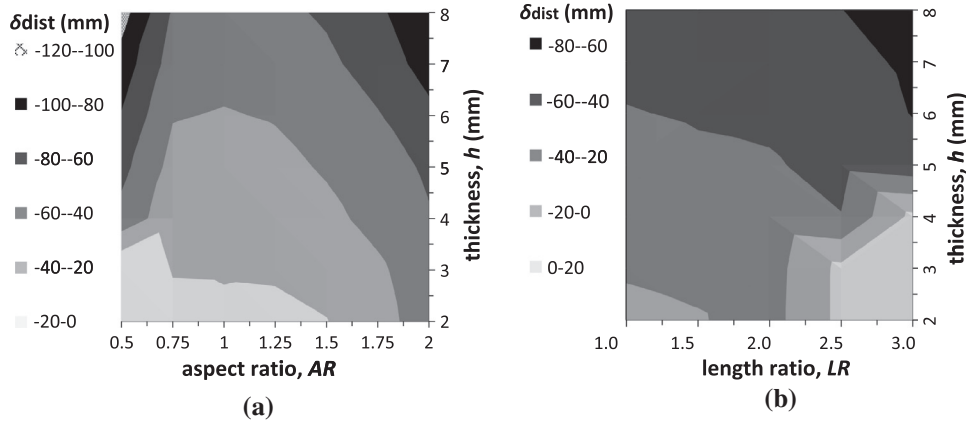 δdist (mm)
-120--100
-100--80
-80--60
-60--40
-40--20
-20-0
8
7
6
5
4
3
2
thickness, h (mm)
0.5 0.75 1 1.25 1.5 1.75 2
aspect ratio, AR
(a)
δdist (mm)
-80--60
-60--40
-40--20
-20-0
0-20
8
7
6
5
4
3
2
thickness, h (mm)
1.0 1.5 2.0 2.5 3.0
length ratio, LR
(b)